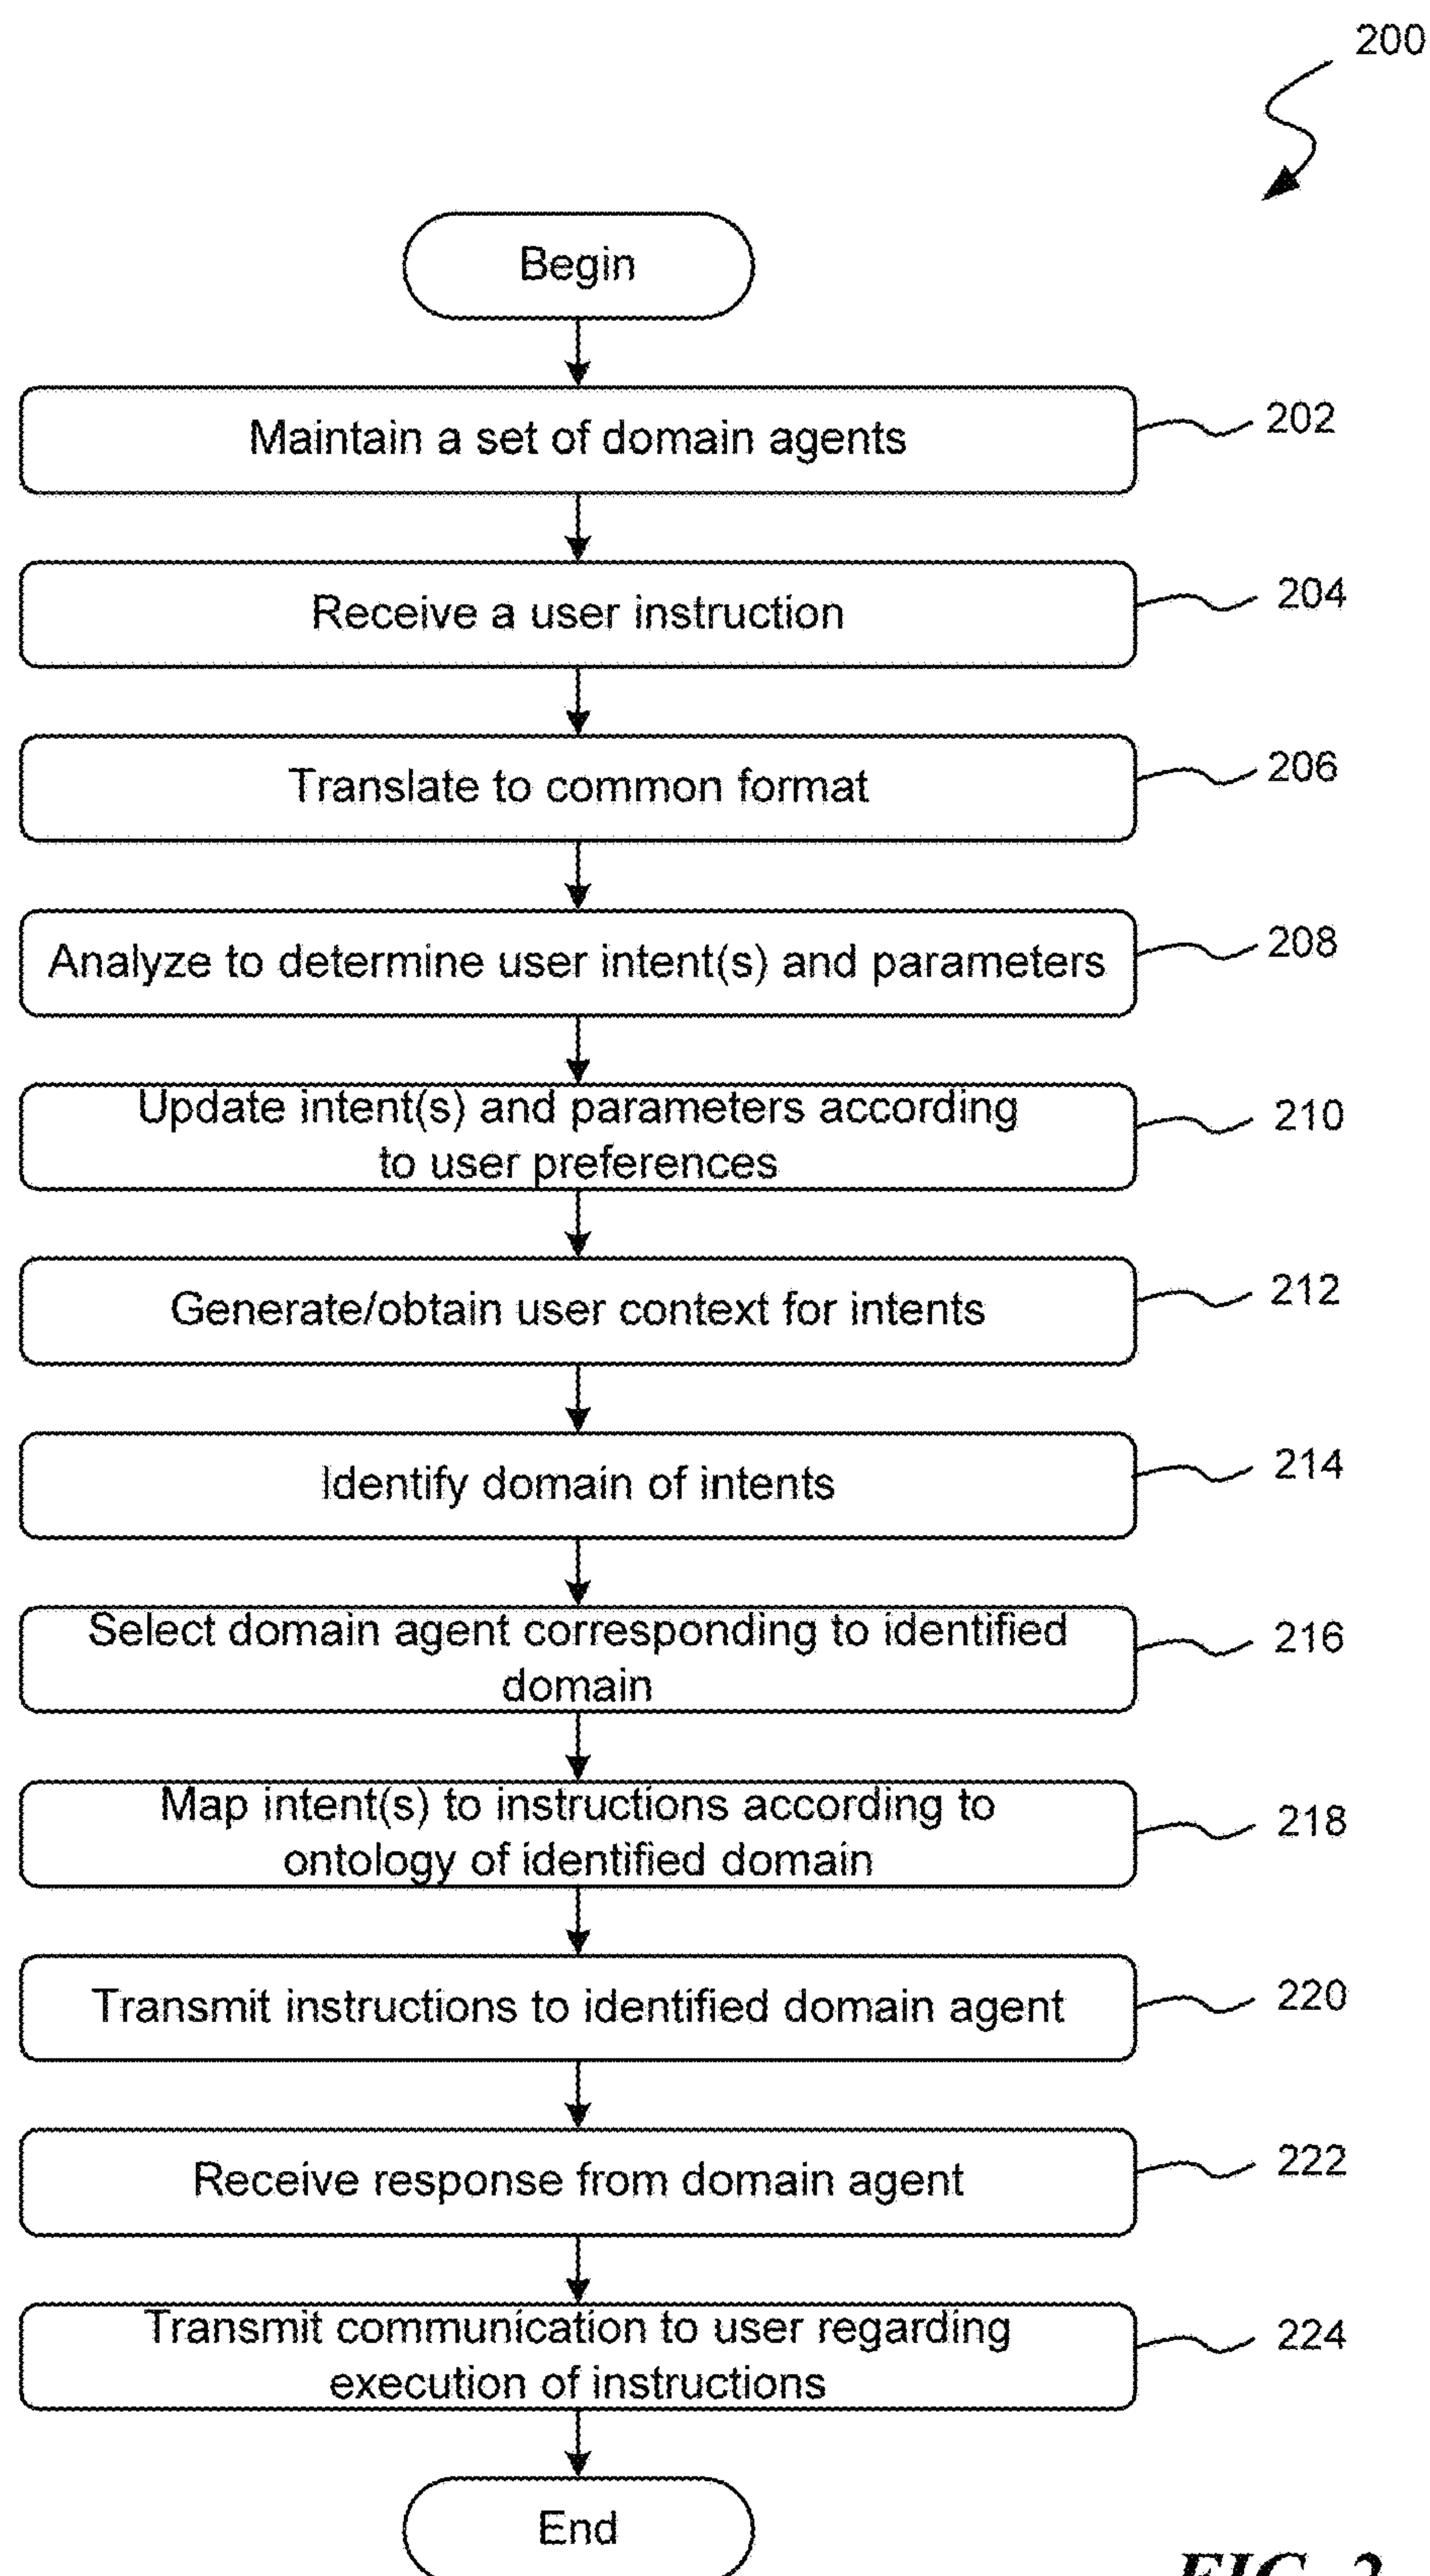 200
Begin
Maintain a set of domain agents
202
Receive a user instruction
204
Translate to common format
206
Analyze to determine user intent(s) and parameters
208
Update intent(s) and parameters according
to user preferences
210
Generate/obtain user context for intents
212
Identify domain of intents
214
Select domain agent corresponding to identified
domain
216
Map intent(s) to instructions according to
ontology of identified domain
218
Transmit instructions to identified domain agent
220
Receive response from domain agent
222
Transmit communication to user regarding
execution of instructions
224
End
FIG. 2